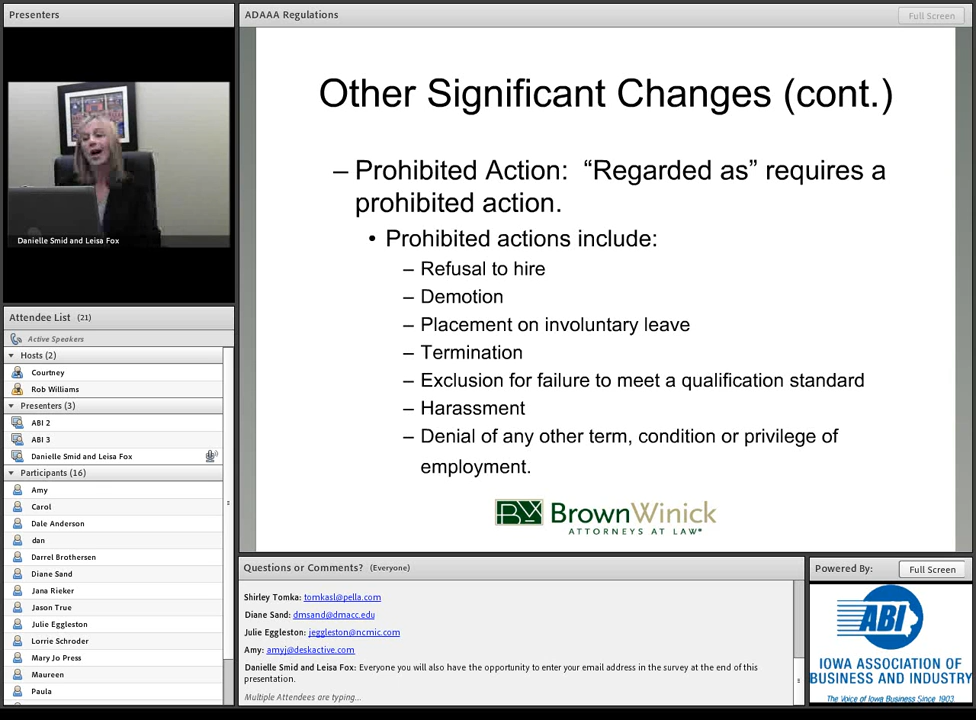 Presenters
Danielle Smid and Leisa Fox
Attendee List (21)
Active Speakers
Hosts (2)
Courtney
Rob Williams
Presenters (3)
ABI 2
ABI 3
Danielle Smid and Leisa Fox
Participants (16)
Amy
Carol
Dale Anderson
dan
Darrel Brothersen
Diane Sand
Jana Rieker
Jason True
Julie Eggleston
Lorrie Schroder
Mary Jo Press
Maureen
Paula
ADAAA Regulations
Full Screen
Other Significant Changes (cont.)
– Prohibited Action: “Regarded as” requires a
prohibited action.
• Prohibited actions include:
– Refusal to hire
– Demotion
– Placement on involuntary leave
– Termination
– Exclusion for failure to meet a qualification standard
– Harassment
– Denial of any other term, condition or privilege of
employment.
BrownWinick
ATTORNEYS AT LAW®
Questions or Comments? (Everyone)
Shirley Tomka: tomkasl@pella.com
Diane Sand: dmsand@dmacc.edu
Julie Eggleston: jeggleston@ncmic.com
Amy: amyj@deskactive.com
Danielle Smid and Leisa Fox: Everyone you will also have the opportunity to enter your email address in the survey at the end of this
presentation.
Multiple Attendees are typing...
Powered By:
Full Screen
ABI
IOWA ASSOCIATION OF
BUSINESS AND INDUSTRY
The Voice of Iowa Business Since 1903